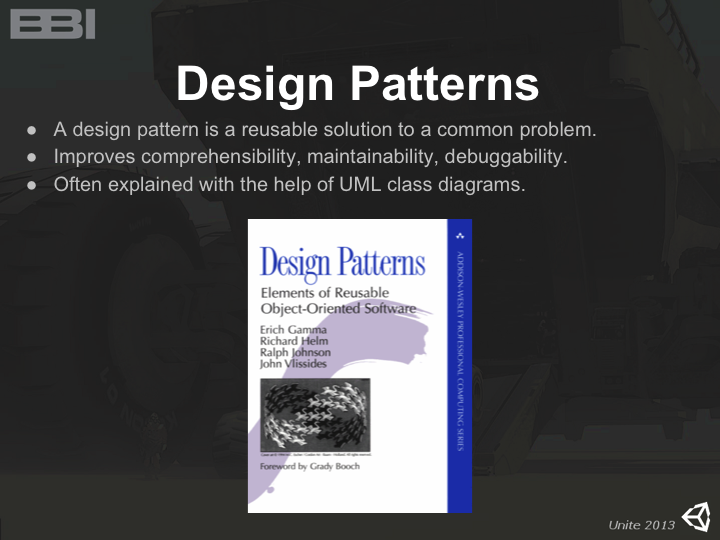 BBI
Design Patterns
● A design pattern is a reusable solution to a common problem.
● Improves comprehensibility, maintainability, debuggability.
● Often explained with the help of UML class diagrams.
Design Patterns
Elements of Reusable
Object-Oriented Software
Erich Gamma
Richard Helm
Ralph Johnson
John Vlissides
Foreword by Grady Booch
ADDISON-WESLEY PROFESSIONAL COMPUTING SERIES
Unite 2013